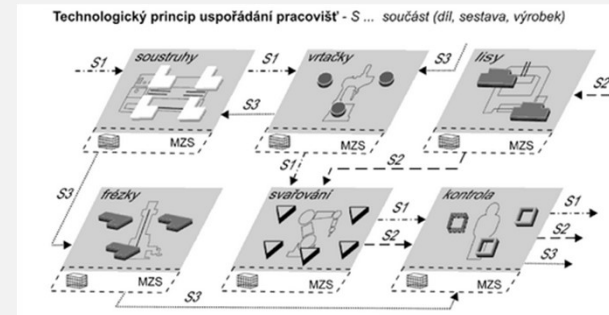 Technologický princip uspořádání pracovišť - S ... součást (díl, sestava, výrobek)
S1 soustruhy S1 vrtačky S3 lisy S2
S3
MZS MZS MZS
S3 S1 S2
frézky svařování kontrola
S1 S1
S2 S2
S3
MZS MZS MZS
S3